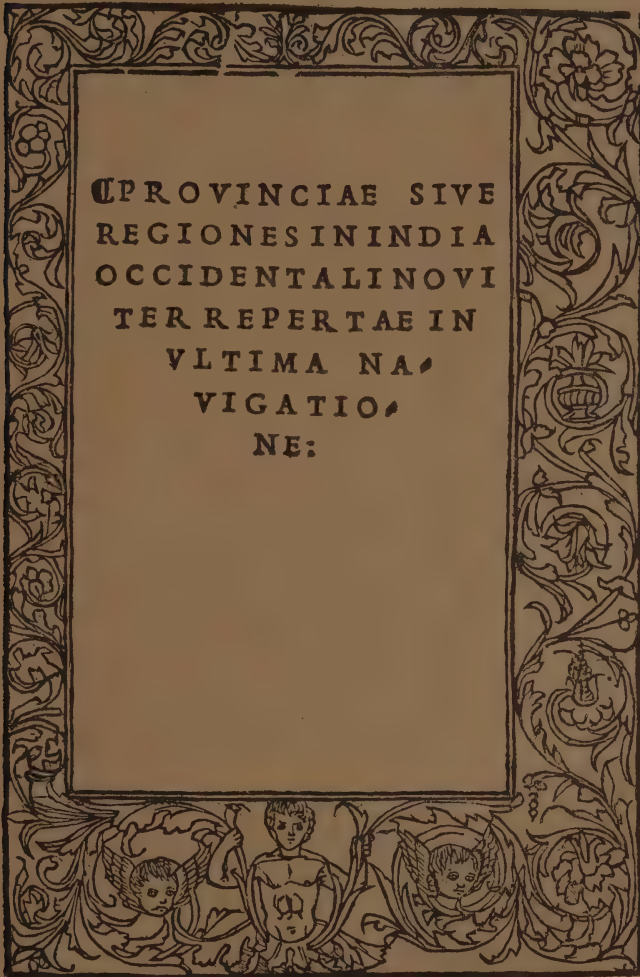 ⸿PROVINCIAE SIVE
REGIONES IN INDIA
OCCIDENTALI NOVI
TER REPERTAE IN
VLTIMA NA⸗
VIGATIO⸗
NE: